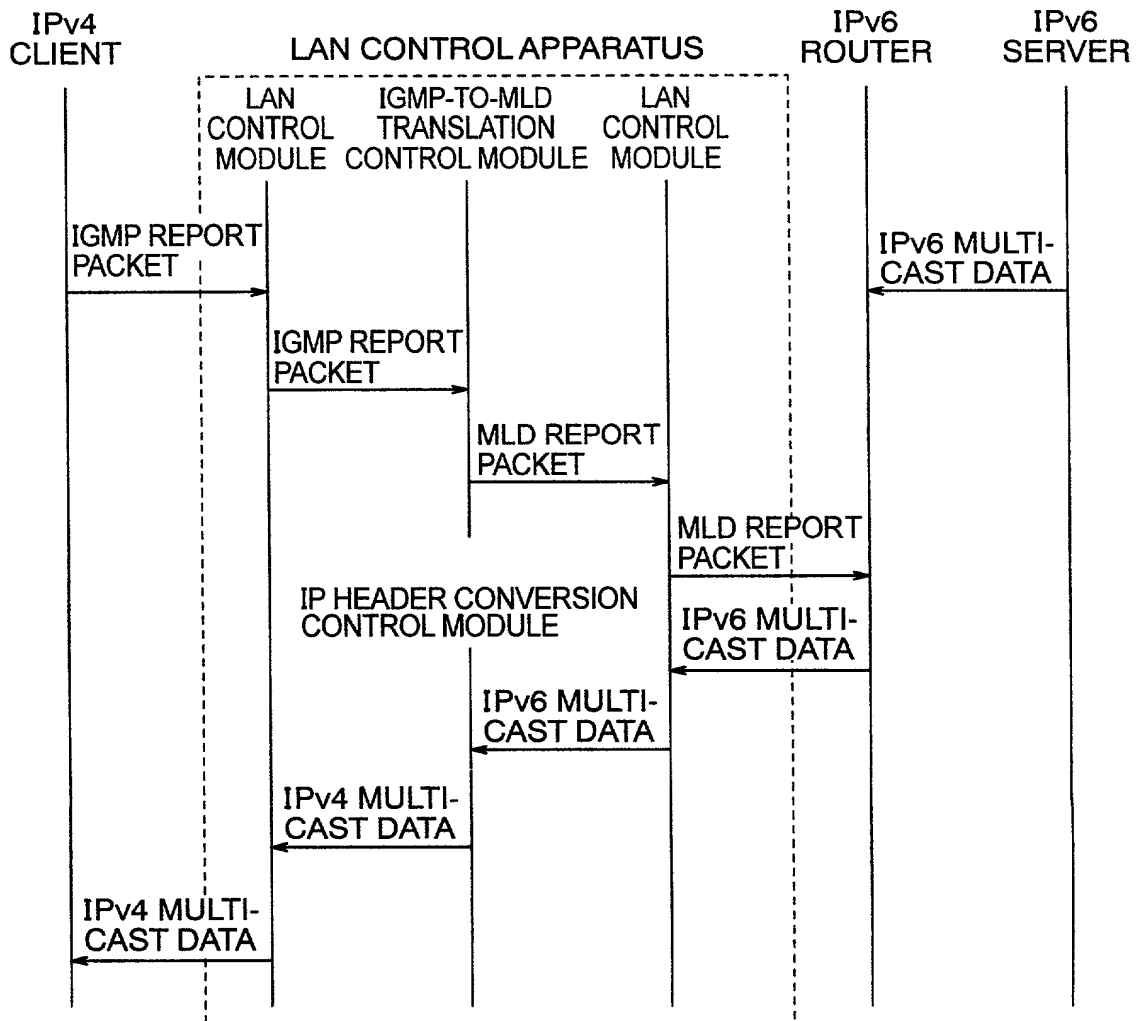 IPv4
CLIENT
LAN CONTROL APPARATUS
IPv6
ROUTER
IPv6
SERVER
LAN
CONTROL
MODULE
IGMP-TO-MLD
TRANSLATION
CONTROL MODULE
LAN
CONTROL
MODULE
IGMP REPORT
PACKET
IPv6 MULTI-
CAST DATA
IGMP REPORT
PACKET
MLD REPORT
PACKET
MLD REPORT
PACKET
IP HEADER CONVERSION
CONTROL MODULE
IPv6 MULTI-
CAST DATA
IPv6 MULTI-
CAST DATA
IPv4 MULTI-
CAST DATA
IPv4 MULTI-
CAST DATA